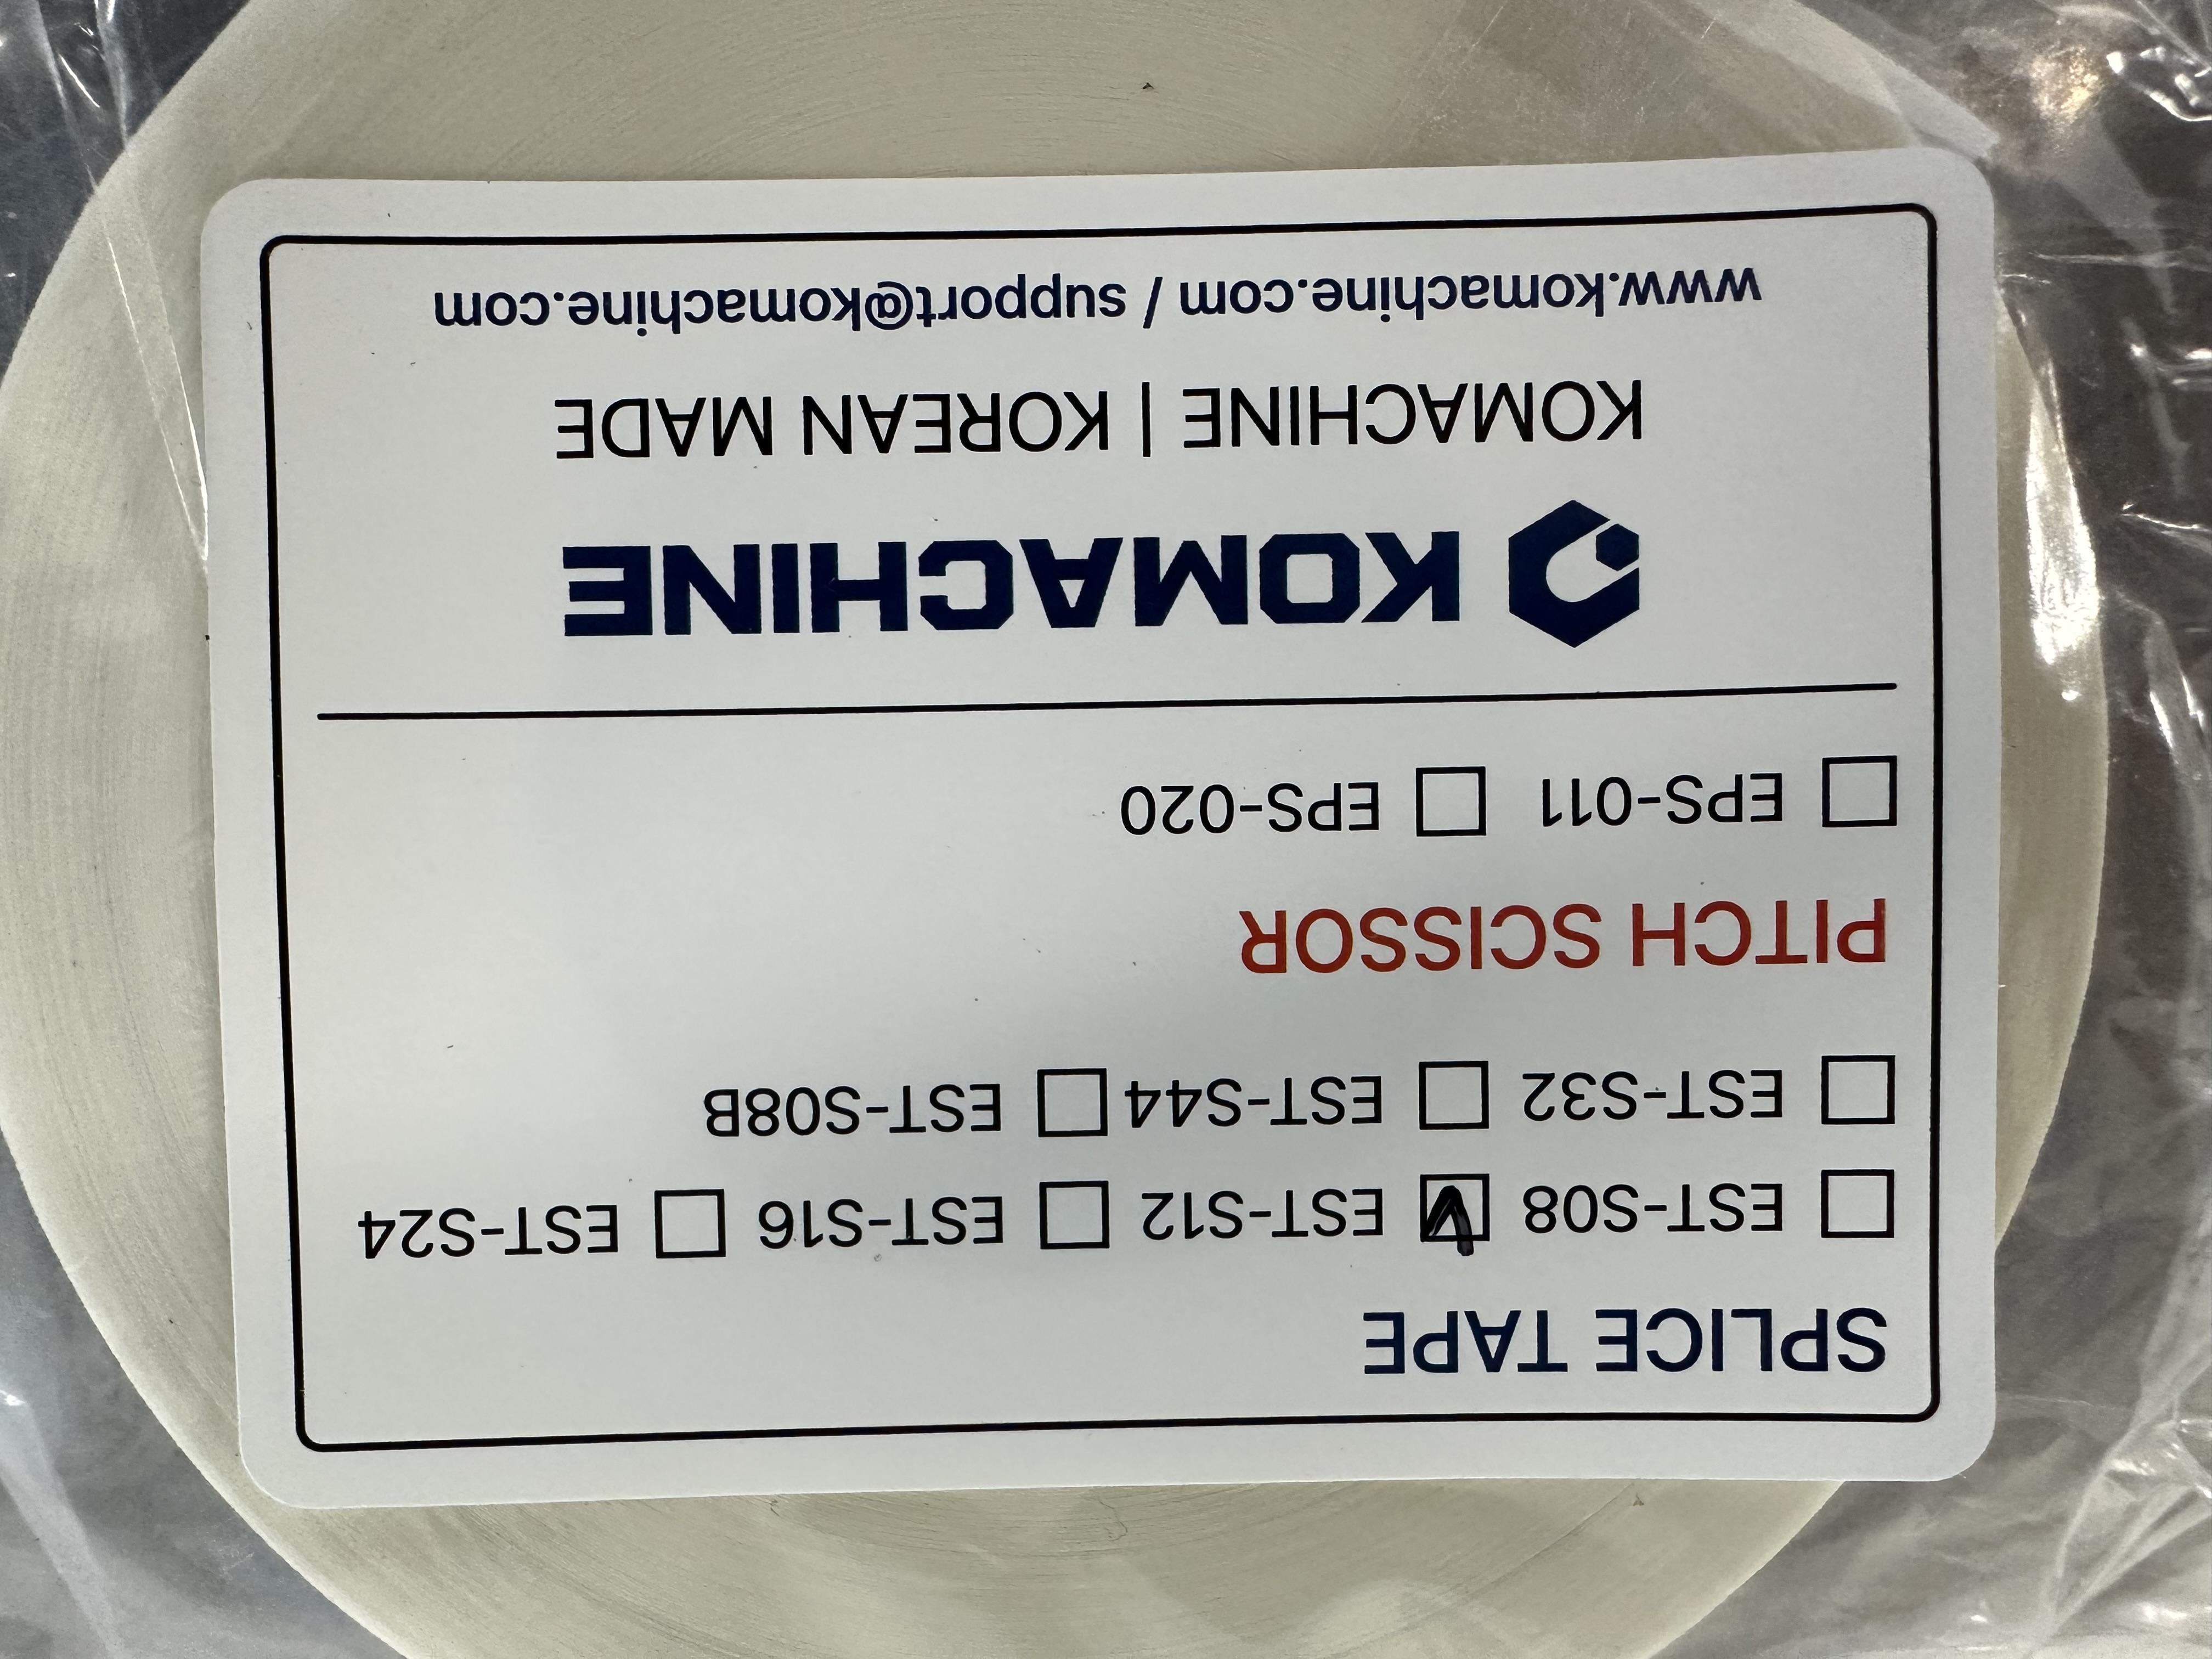 SPLICE TAPE
☐ EST-S08 ☑ EST-S12 ☐ EST-S16 ☐ EST-S24
☐ EST-S32 ☐ EST-S44 ☐ EST-S08B
PITCH SCISSOR
☐ EPS-011 ☐ EPS-020
KOMACHINE
KOMACHINE | KOREAN MADE
www.komachine.com / support@komachine.com